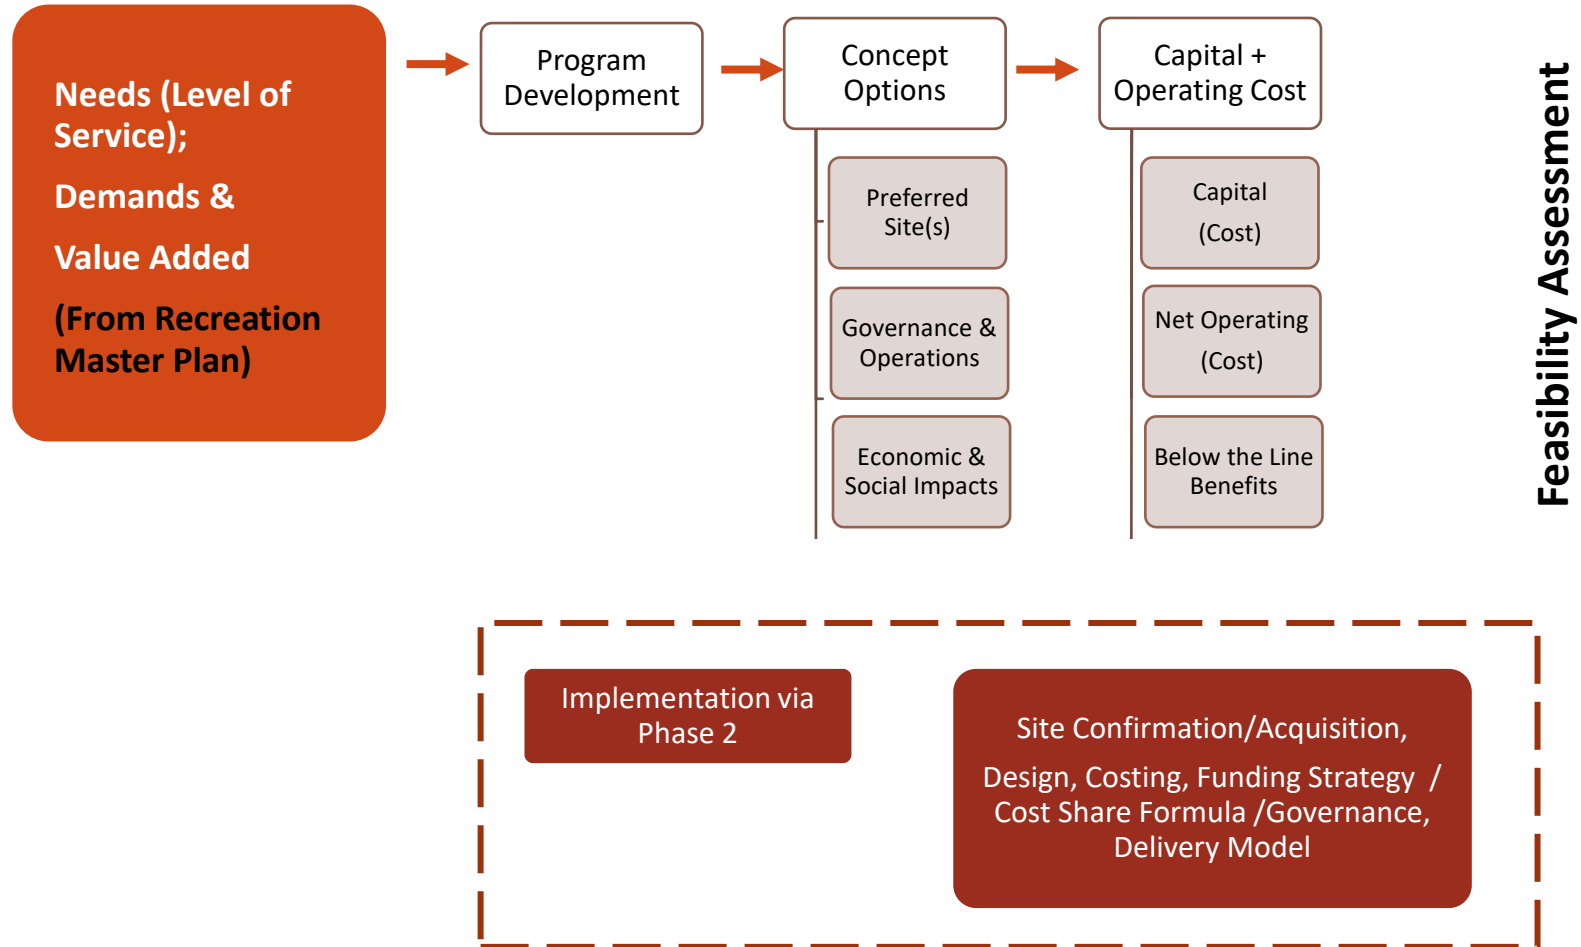 Needs (Level of
Service);
Demands &
Value Added
(From Recreation
Master Plan)
Program
Development
Concept
Options
Capital +
Operating Cost
Preferred
Site(s)
Governance &
Operations
Economic &
Social Impacts
Capital
(Cost)
Net Operating
(Cost)
Below the Line
Benefits
Feasibility Assessment
Implementation via
Phase 2
Site Confirmation/Acquisition,
Design, Costing, Funding Strategy /
Cost Share Formula /Governance,
Delivery Model